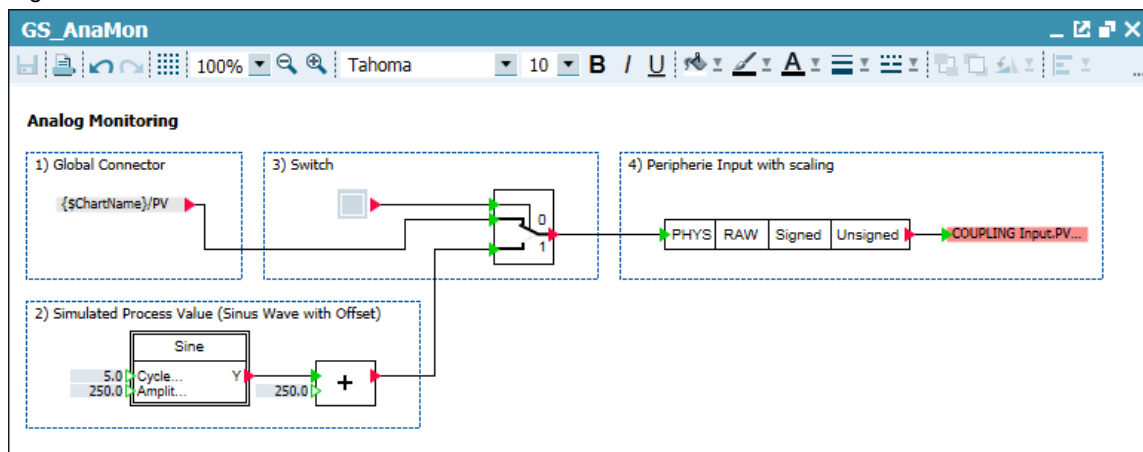 GS_AnaMon
100% Tahoma 10 B I U A ...
Analog Monitoring
1) Global Connector
{$ChartName}/PV
3) Switch
0
1
4) Peripherie Input with scaling
PHYS RAW Signed Unsigned
COUPLING Input.PV...
2) Simulated Process Value (Sinus Wave with Offset)
Sine
5.0 Cycle... Y
250.0 Amplit...
250.0 +